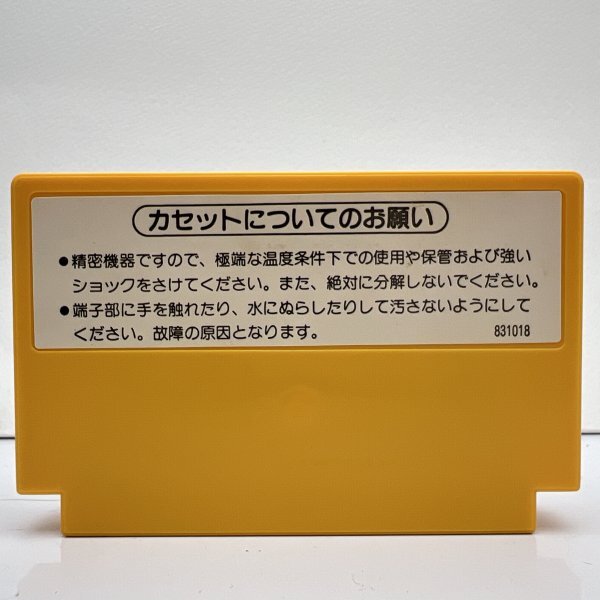 カセットについてのお願い
●精密機器ですので、極端な温度条件下での使用や保管および強い
ショックをさけてください。また、絶対に分解しないでください。
●端子部に手を触れたり、水にぬらしたりして汚さないようにして
ください。故障の原因となります。 831018